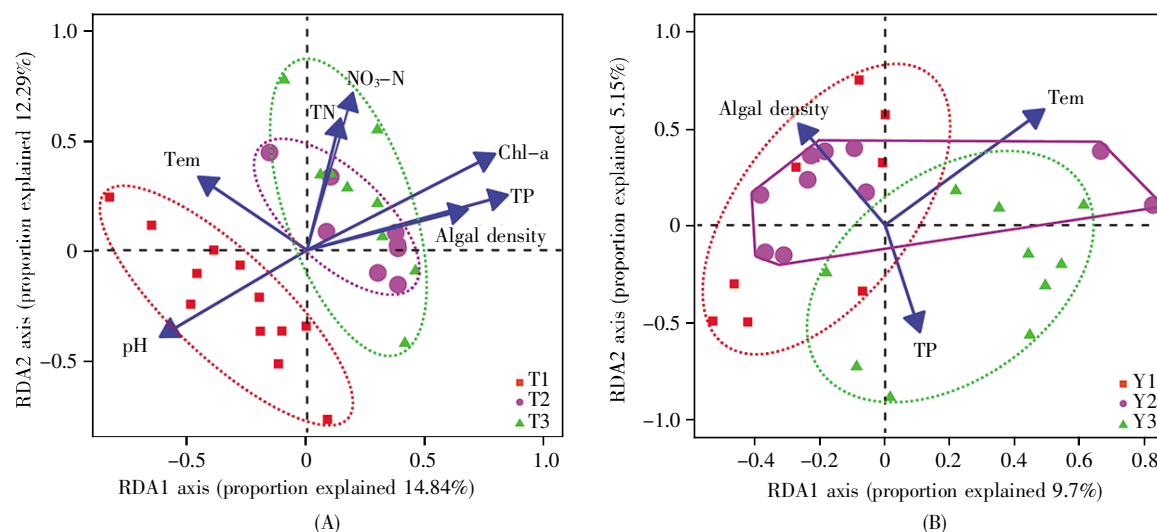 RDA2 axis (proportion explained 12.29%)
1.0
0.5
0
−0.5
NO₃−N
TN
Tem
Chl-a
TP
Algal density
pH
T1
T2
T3
−0.5
0
0.5
1.0
RDA1 axis (proportion explained 14.84%)
(A)
RDA2 axis (proportion explained 5.15%)
1.0
0.5
0
−0.5
−1.0
Algal density
Tem
TP
Y1
Y2
Y3
−0.4
−0.2
0
0.2
0.4
0.6
0.8
RDA1 axis (proportion explained 9.7%)
(B)